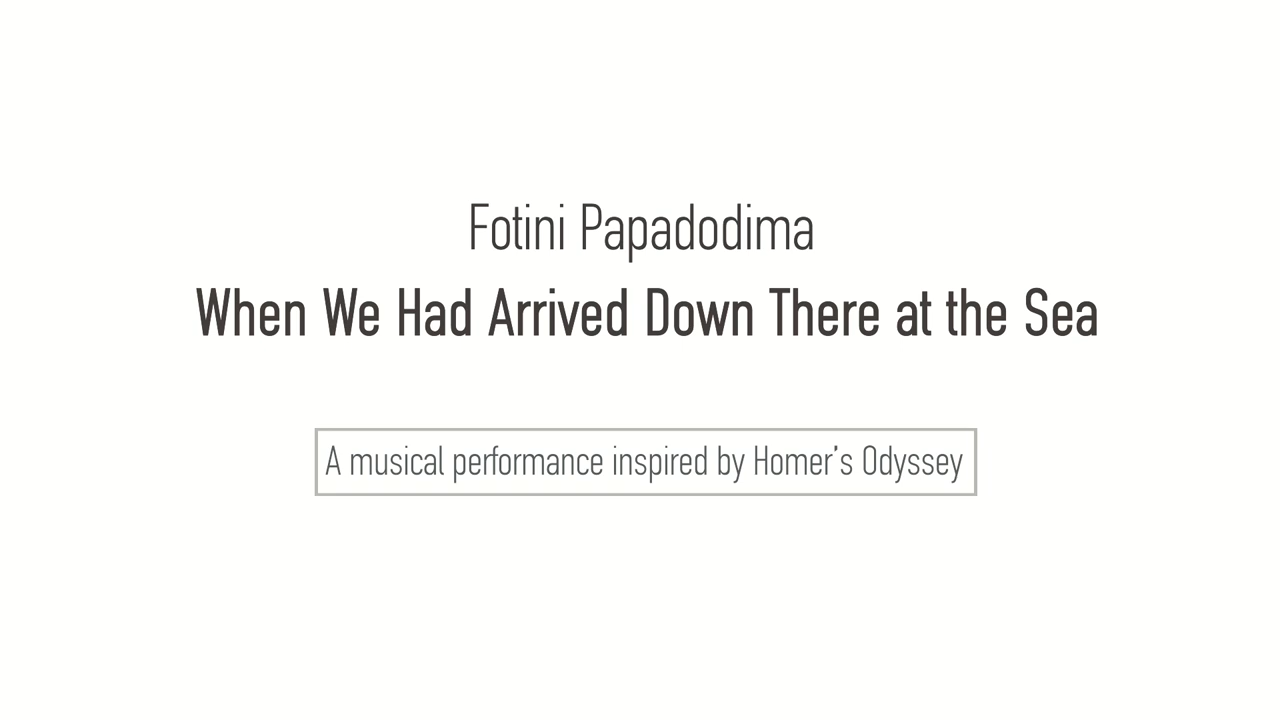 Fotini Papadodima
When We Had Arrived Down There at the Sea
A musical performance inspired by Homer's Odyssey